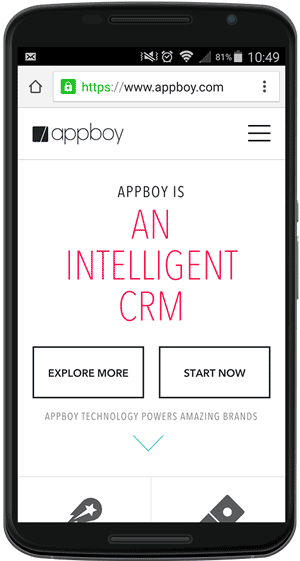 81% 10:49
https://www.appboy.com
appboy
APPBOY IS
AN
INTELLIGENT
CRM
EXPLORE MORE START NOW
APPBOY TECHNOLOGY POWERS AMAZING BRANDS